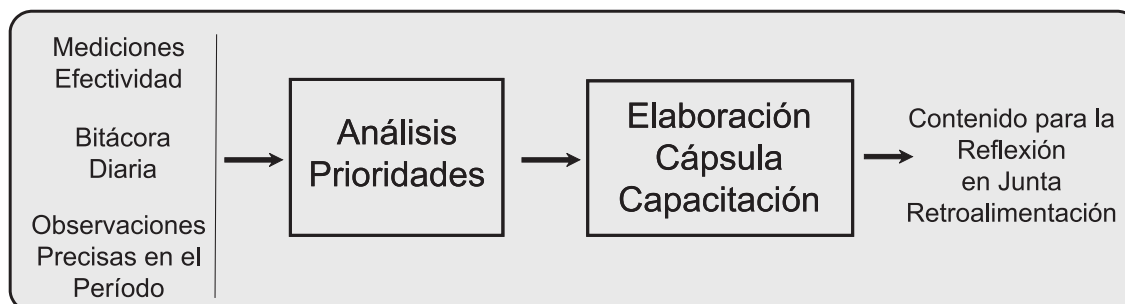 Mediciones
Efectividad
Bitácora
Diaria
Observaciones
Precisas en el
Período
Análisis
Prioridades
Elaboración
Cápsula
Capacitación
Contenido para la
Reflexión
en Junta
Retroalimentación